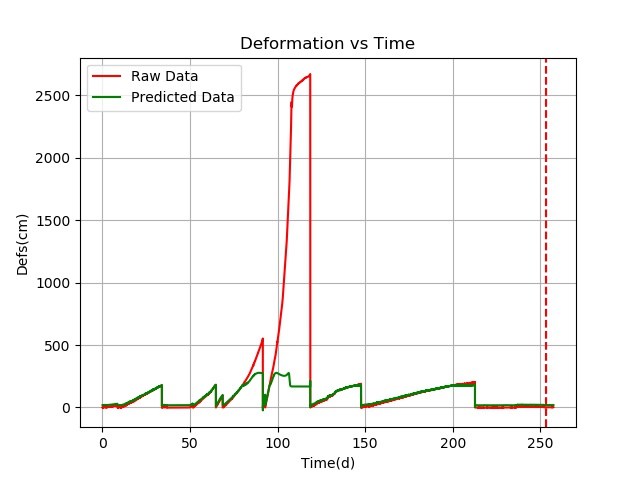 Deformation vs Time
Raw Data
Predicted Data
2500
2000
1500
1000
500
0
Defs(cm)
0 50 100 150 200 250
Time(d)